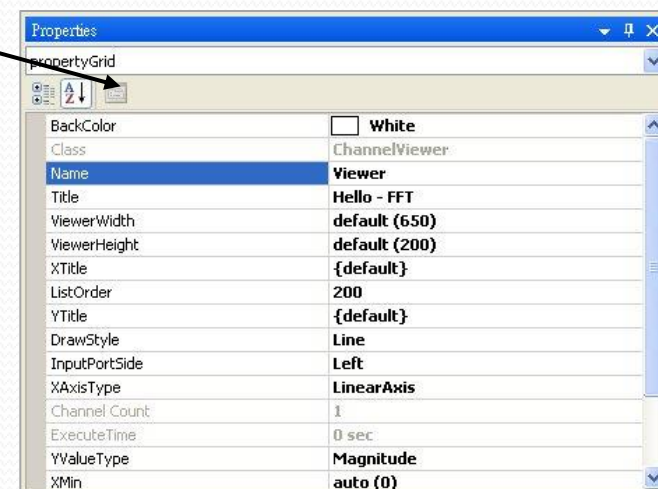 Properties
propertyGrid
A Z
BackColor White
Class ChannelViewer
Name Viewer
Title Hello - FFT
ViewerWidth default (650)
ViewerHeight default (200)
XTitle {default}
ListOrder 200
YTitle {default}
DrawStyle Line
InputPortSide Left
XAxisType LinearAxis
Channel Count 1
ExecuteTime 0 sec
YValueType Magnitude
XMin auto (0)